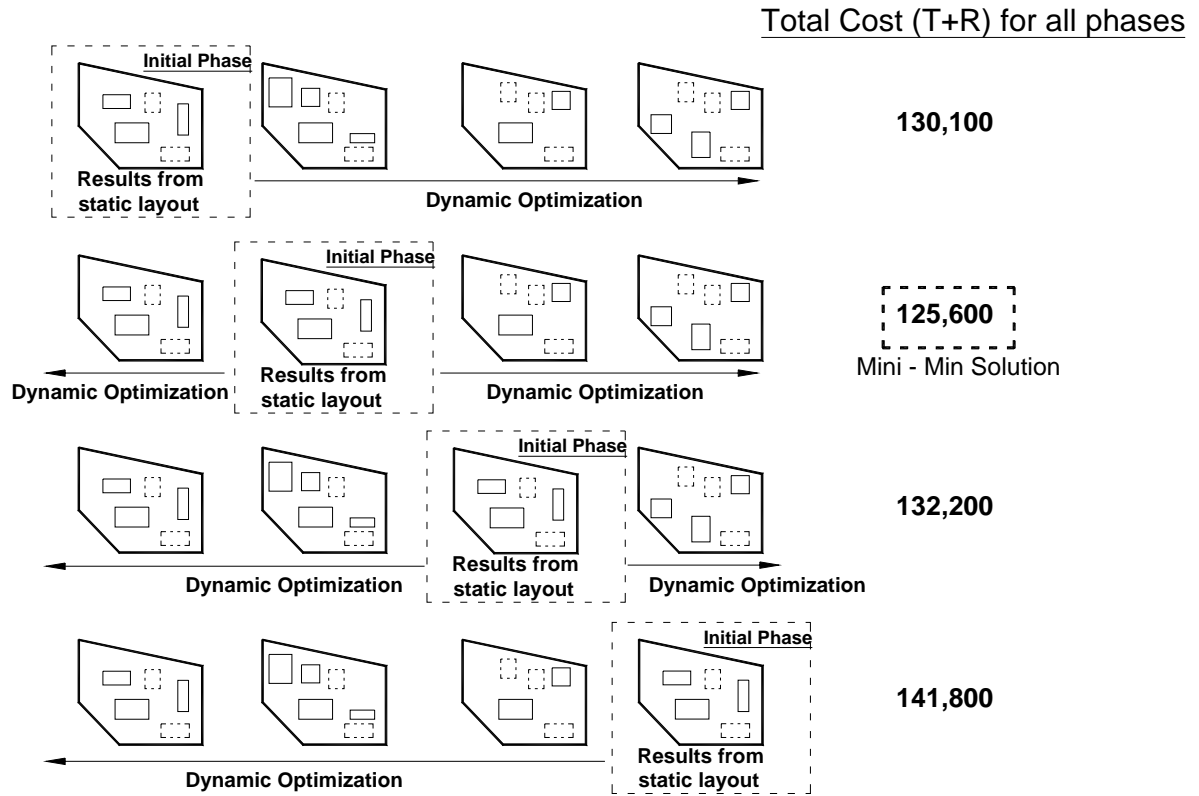 Total Cost (T+R) for all phases
Initial Phase
130,100
Results from
static layout
Dynamic Optimization
Initial Phase
125,600
Mini - Min Solution
Results from
static layout
Dynamic Optimization
Dynamic Optimization
Initial Phase
132,200
Results from
static layout
Dynamic Optimization
Dynamic Optimization
Initial Phase
141,800
Results from
static layout
Dynamic Optimization